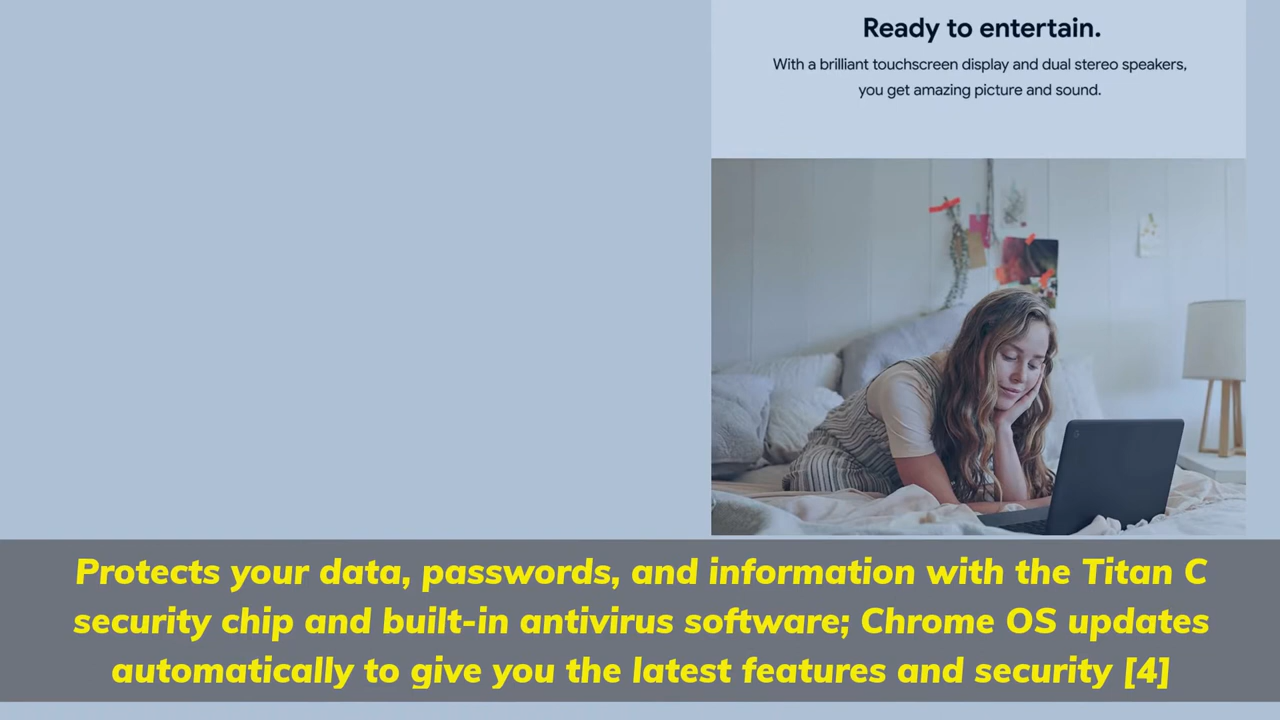 Ready to entertain.
With a brilliant touchscreen display and dual stereo speakers,
you get amazing picture and sound.
Protects your data, passwords, and information with the Titan C
security chip and built-in antivirus software; Chrome OS updates
automatically to give you the latest features and security [4]